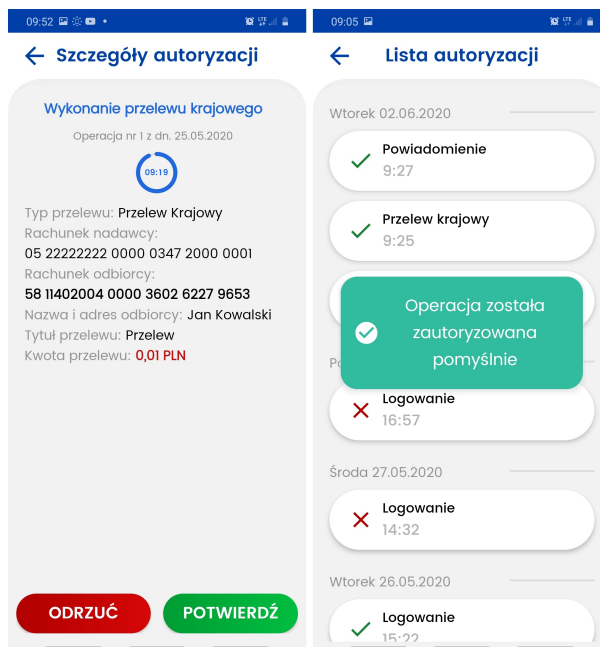 09:52
LTE
Szczegóły autoryzacji
Wykonanie przelewu krajowego
Operacja nr 1 z dn. 25.05.2020
09:19
Typ przelewu: Przelew Krajowy
Rachunek nadawcy:
05 22222222 0000 0347 2000 0001
Rachunek odbiorcy:
58 11402004 0000 3602 6227 9653
Nazwa i adres odbiorcy: Jan Kowalski
Tytuł przelewu: Przelew
Kwota przelewu: 0,01 PLN
ODRZUĆ
POTWIERDŹ
09:05
LTE
Lista autoryzacji
Wtorek 02.06.2020
Powiadomienie
9:27
Przelew krajowy
9:25
Operacja została
zautoryzowana
pomyślnie
Logowanie
16:57
Środa 27.05.2020
Logowanie
14:32
Wtorek 26.05.2020
Logowanie
15:22